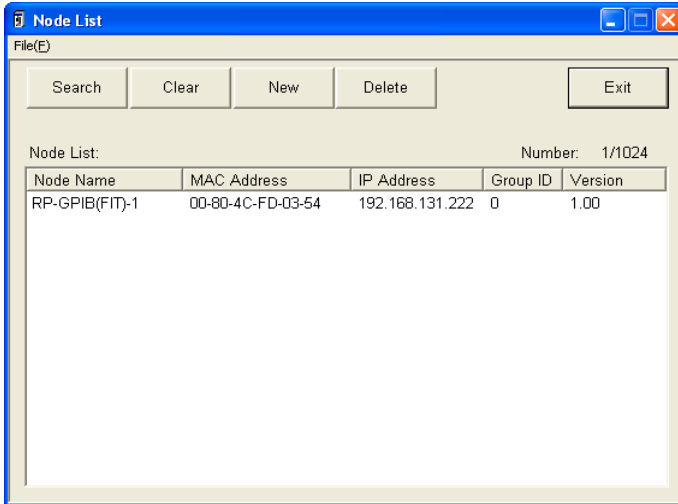 Node List
File(F)
Search Clear New Delete Exit
Node List: Number: 1/1024
Node Name MAC Address IP Address Group ID Version
RP-GPIB(FIT)-1 00-80-4C-FD-03-54 192.168.131.222 0 1.00